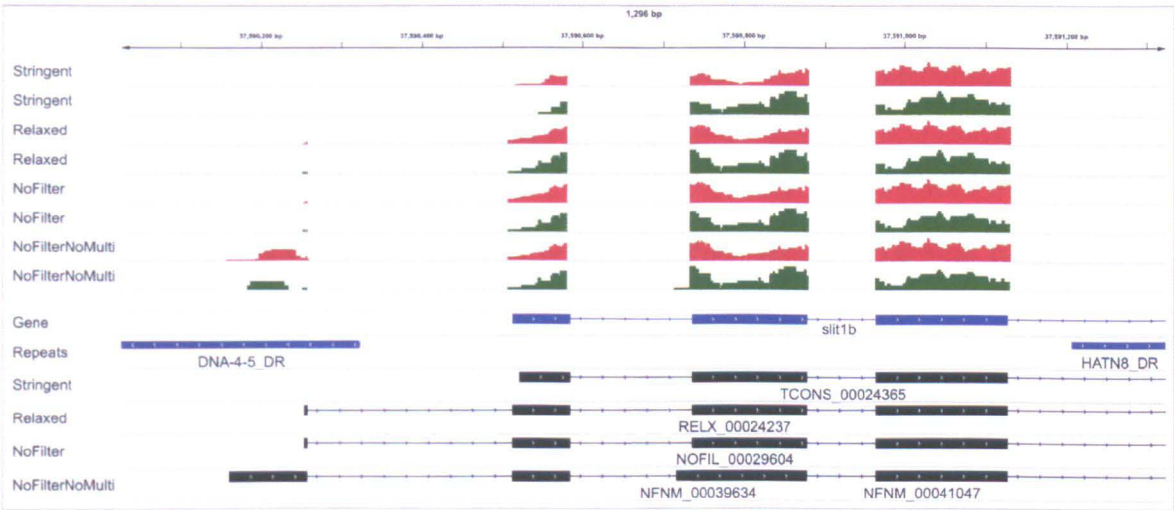 1,296 bp
37,590,200 bp 37,590,400 bp 37,590,600 bp 37,590,800 bp 37,591,000 bp 37,591,200 bp
Stringent
Stringent
Relaxed
Relaxed
NoFilter
NoFilter
NoFilterNoMulti
NoFilterNoMulti
Gene
slit1b
Repeats
DNA-4-5_DR HATN8_DR
Stringent
TCONS_00024365
Relaxed
RELX_00024237
NoFilter
NOFIL_00029604
NoFilterNoMulti
NFNM_00039634 NFNM_00041047